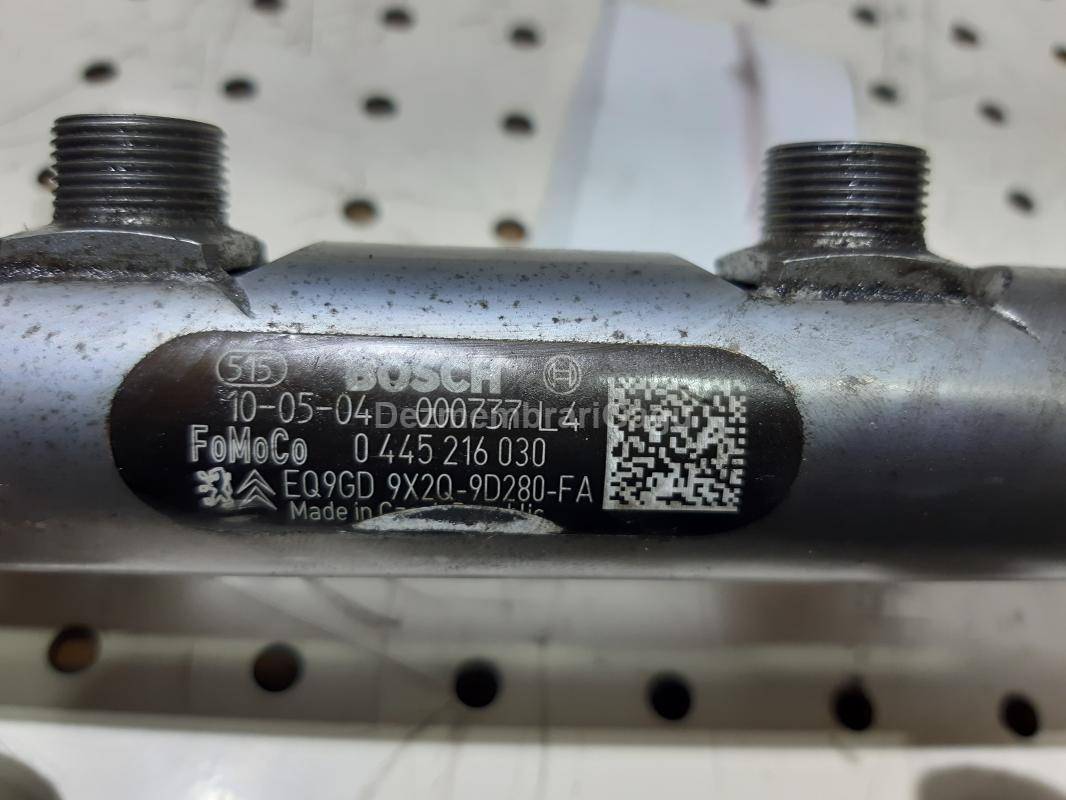 515 BOSCH
10-05-04 000737 L4
FoMoCo 0 445 216 030
EQ9GD 9X2Q-9D280-FA
Made in